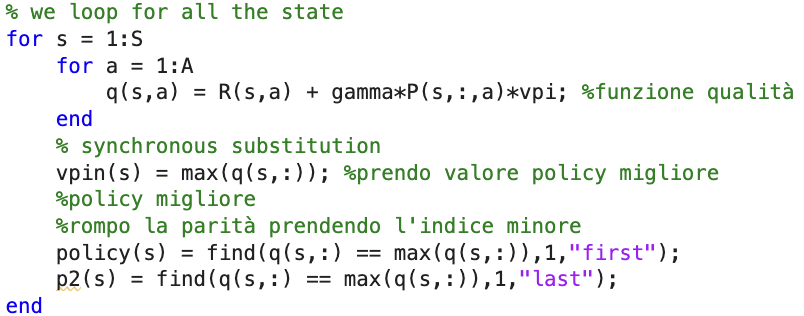 % we loop for all the state
for s = 1:S
    for a = 1:A
        q(s,a) = R(s,a) + gamma*P(s,:,a)*vpi; %funzione qualità
    end
    % synchronous substitution
    vpin(s) = max(q(s,:)); %prendo valore policy migliore
    %policy migliore
    %rompo la parità prendendo l'indice minore
    policy(s) = find(q(s,:) == max(q(s,:)),1,"first");
    p2(s) = find(q(s,:) == max(q(s,:)),1,"last");
end